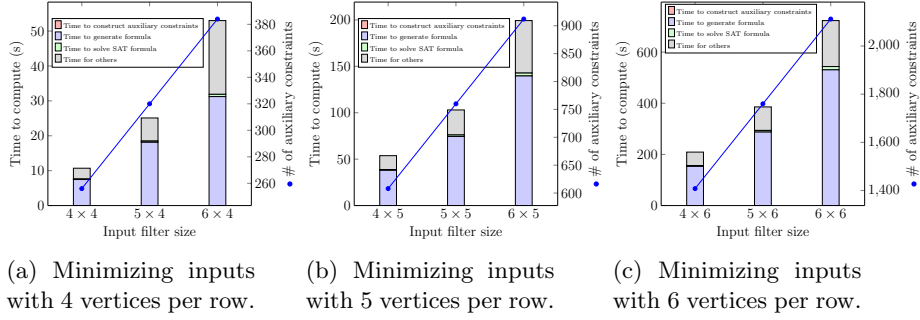 Time to construct auxiliary constraints
Time to generate formula
Time to solve SAT formula
Time for others
Time to compute (s)
0
10
20
30
40
50
260
280
300
320
340
360
380
# of auxiliary constraints
4 × 4
5 × 4
6 × 4
Input filter size
(a) Minimizing inputs
with 4 vertices per row.
Time to construct auxiliary constraints
Time to generate formula
Time to solve SAT formula
Time for others
Time to compute (s)
0
50
100
150
200
600
650
700
750
800
850
900
# of auxiliary constraints
4 × 5
5 × 5
6 × 5
Input filter size
(b) Minimizing inputs
with 5 vertices per row.
Time to construct auxiliary constraints
Time to generate formula
Time to solve SAT formula
Time for others
Time to compute (s)
0
200
400
600
1,400
1,600
1,800
2,000
# of auxiliary constraints
4 × 6
5 × 6
6 × 6
Input filter size
(c) Minimizing inputs
with 6 vertices per row.